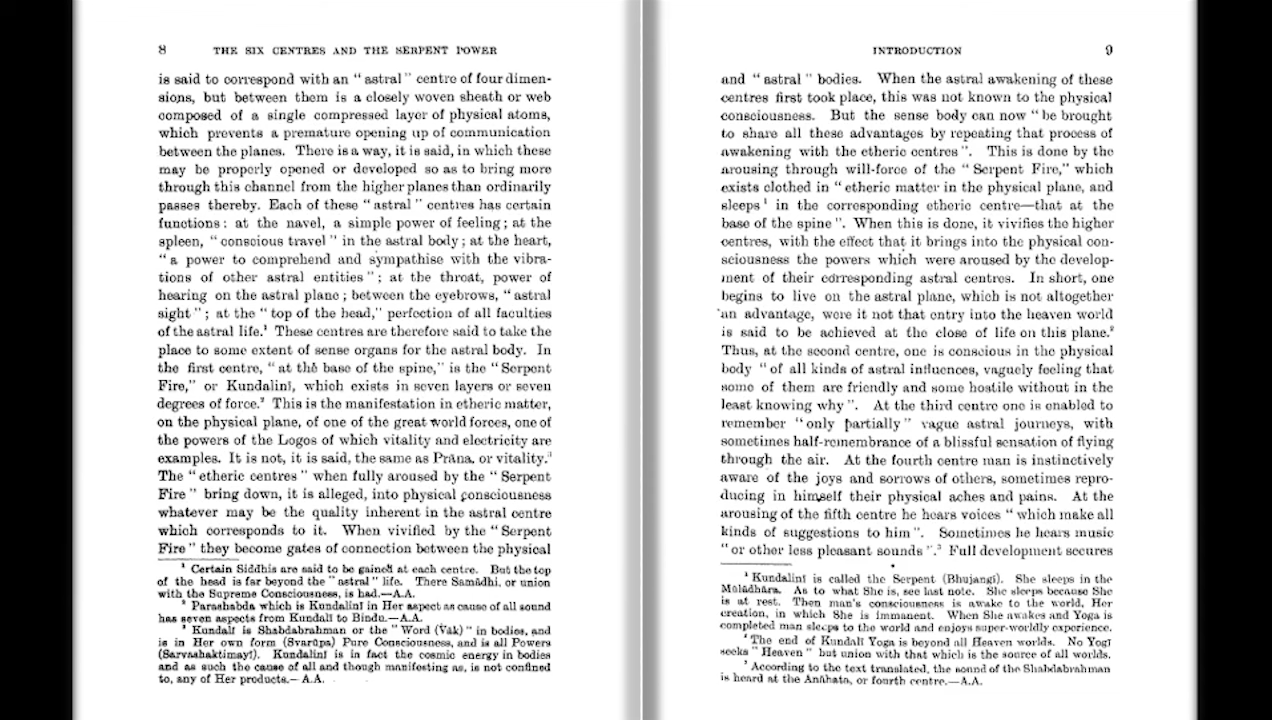 8 THE SIX CENTRES AND THE SERPENT POWER
is said to correspond with an “ astral ” centre of four dimen-
sions, but between them is a closely woven sheath or web
composed of a single compressed layer of physical atoms,
which prevents a premature opening up of communication
between the planes. There is a way, it is said, in which these
may be properly opened or developed so as to bring more
through this channel from the higher planes than ordinarily
passes thereby. Each of these “ astral ” centres has certain
functions : at the navel, a simple power of feeling ; at the
spleen, “ conscious travel ” in the astral body ; at the heart,
“ a power to comprehend and sympathise with the vibra-
tions of other astral entities ” ; at the throat, power of
hearing on the astral plane ; between the eyebrows, “ astral
sight ” ; at the “ top of the head,” perfection of all faculties
of the astral life.¹ These centres are therefore said to take the
place to some extent of sense organs for the astral body. In
the first centre, “ at the base of the spine,” is the “ Serpent
Fire,” or Kundalinī, which exists in seven layers or seven
degrees of force.² This is the manifestation in etheric matter,
on the physical plane, of one of the great world forces, one of
the powers of the Logos of which vitality and electricity are
examples. It is not, it is said, the same as Prāna, or vitality.³
The “ etheric centres ” when fully aroused by the “ Serpent
Fire ” bring down, it is alleged, into physical consciousness
whatever may be the quality inherent in the astral centre
which corresponds to it. When vivified by the “ Serpent
Fire ” they become gates of connection between the physical
¹ Certain Siddhis are said to be gained at each centre. But the top
of the head is far beyond the “ astral ” life. There Samādhi, or union
with the Supreme Consciousness, is had.—A.A.
² Parashabda which is Kundalinī in Her aspect as cause of all sound
has seven aspects from Kundalī to Bindu.—A.A.
³ Kundalī is Shabdabrahman or the “ Word (Vāk) ” in bodies, and
is in Her own form (Svarūpa) Pure Consciousness, and is all Powers
(Sarvashaktimayī). Kundalinī is in fact the cosmic energy in bodies
and as such the cause of all and though manifesting as, is not confined
to, any of Her products.—A.A.
INTRODUCTION 9
and “ astral ” bodies. When the astral awakening of these
centres first took place, this was not known to the physical
consciousness. But the sense body can now “ be brought
to share all these advantages by repeating that process of
awakening with the etheric centres ”. This is done by the
arousing through will-force of the “ Serpent Fire,” which
exists clothed in “ etheric matter in the physical plane, and
sleeps ¹ in the corresponding etheric centre—that at the
base of the spine ”. When this is done, it vivifies the higher
centres, with the effect that it brings into the physical con-
sciousness the powers which were aroused by the develop-
ment of their corresponding astral centres. In short, one
begins to live on the astral plane, which is not altogether
an advantage, were it not that entry into the heaven world
is said to be achieved at the close of life on this plane.²
Thus, at the second centre, one is conscious in the physical
body “ of all kinds of astral influences, vaguely feeling that
some of them are friendly and some hostile without in the
least knowing why ”. At the third centre one is enabled to
remember “ only partially ” vague astral journeys, with
sometimes half-remembrance of a blissful sensation of flying
through the air. At the fourth centre man is instinctively
aware of the joys and sorrows of others, sometimes repro-
ducing in himself their physical aches and pains. At the
arousing of the fifth centre he hears voices “ which make all
kinds of suggestions to him ”. Sometimes he hears music
“ or other less pleasant sounds ”.³ Full development secures
¹ Kundalinī is called the Serpent (Bhujangī). She sleeps in the
Mūlādhāra. As to what She is, see last note. She sleeps because She
is at rest. Then man's consciousness is awake to the world, Her
creation, in which She is immanent. When She awakes and Yoga is
completed man sleeps to the world and enjoys super-worldly experience.
² The end of Kundalī Yoga is beyond all Heaven worlds. No Yogī
seeks “ Heaven ” but union with that which is the source of all worlds.
³ According to the text translated, the sound of the Shabdabrahman
is heard at the Anāhata, or fourth centre.—A.A.